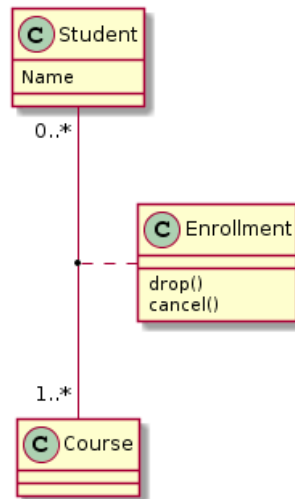 C Student
Name
0..*
C Enrollment
drop()
cancel()
1..*
C Course